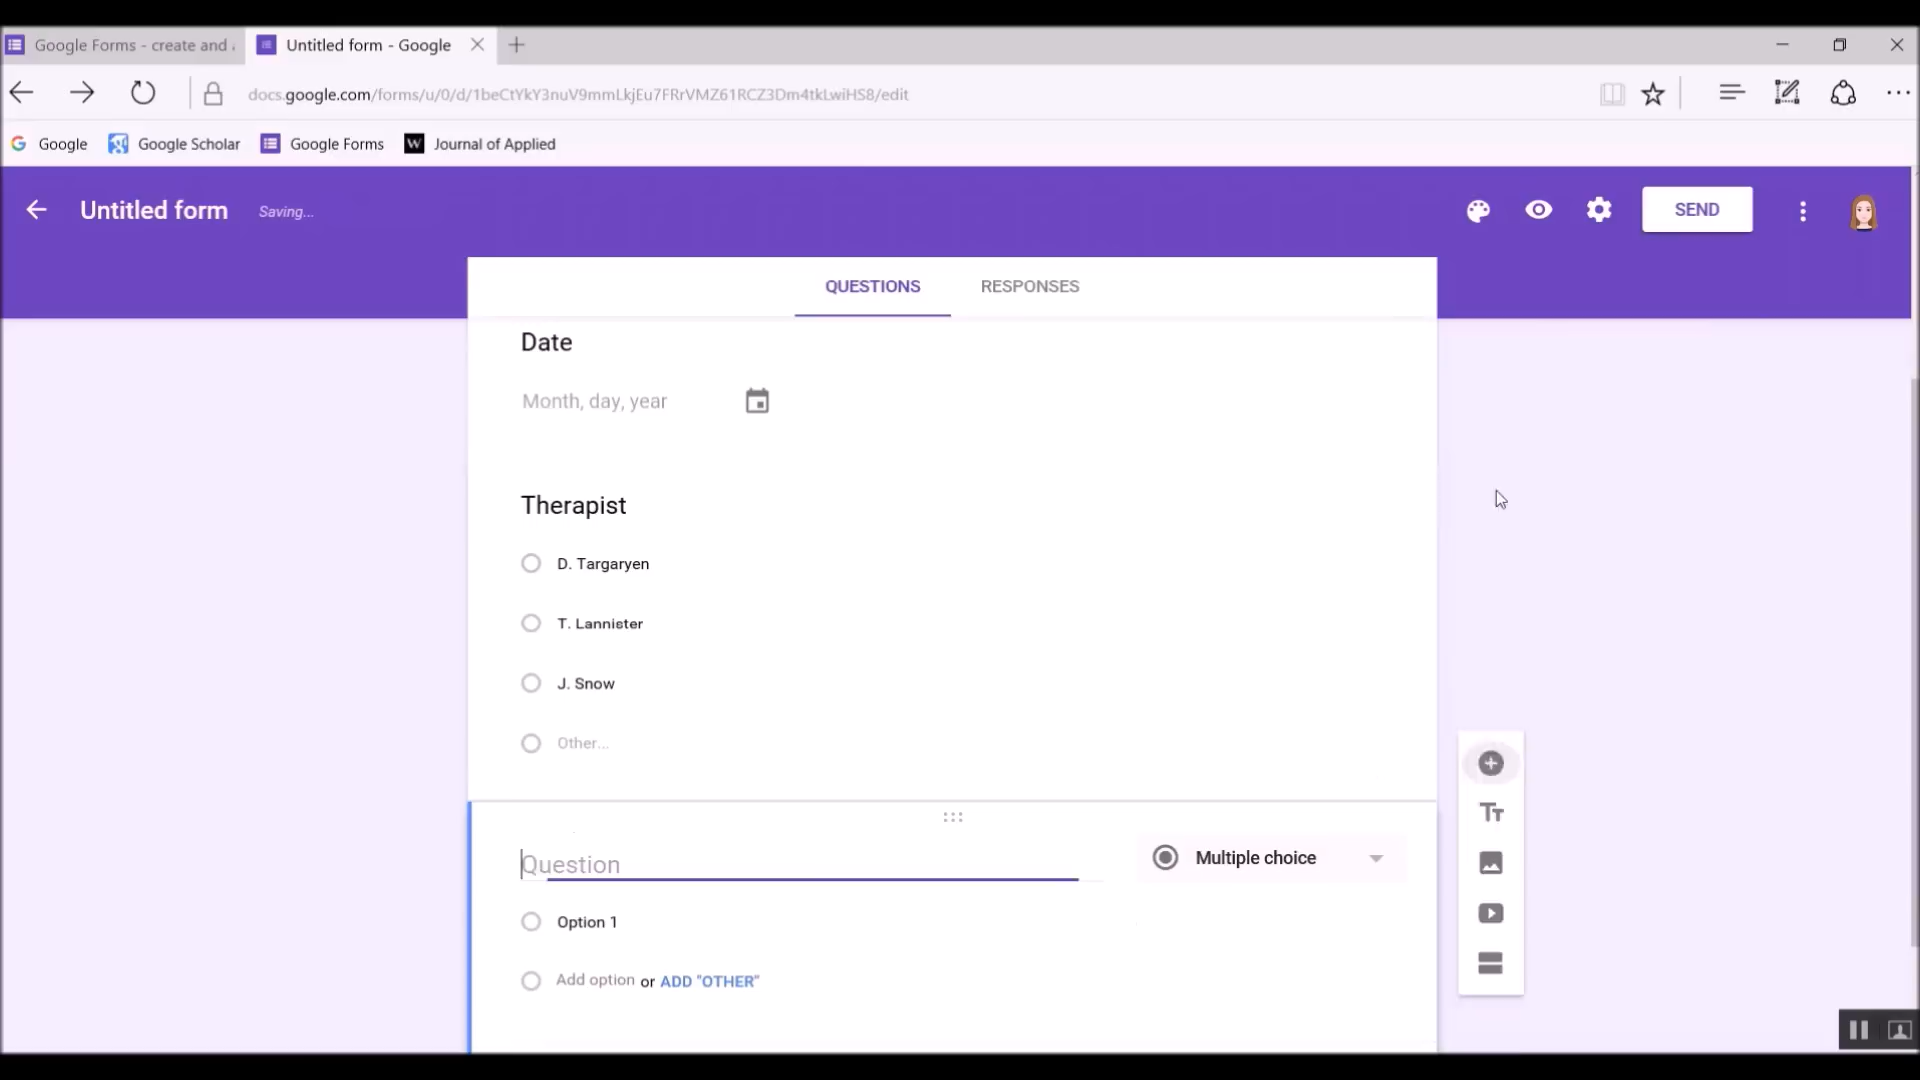 Google Forms - create and
Untitled form - Google
docs.google.com/forms/u/0/d/1beCtYkY3nuV9mmLkjEu7FRrVMZ61RCZ3Dm4tkLwiHS8/edit
Google
Google Scholar
Google Forms
W
Journal of Applied
Untitled form
Saving...
SEND
QUESTIONS
RESPONSES
Date
Month, day, year
Therapist
D. Targaryen
T. Lannister
J. Snow
Other...
Question
Multiple choice
Option 1
Add option or ADD "OTHER"